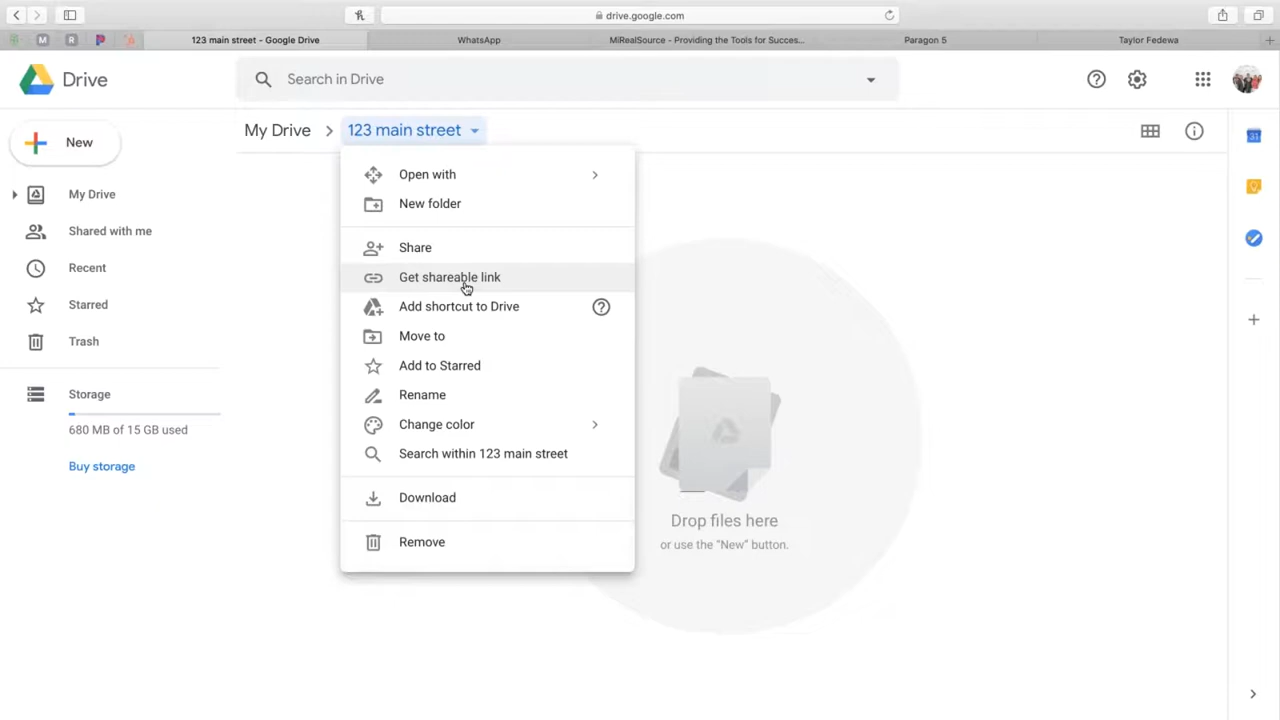 drive.google.com
M
R
123 main street - Google Drive
WhatsApp
MiRealSource - Providing the Tools for Succes...
Paragon 5
Taylor Fedewa
Drive
Search in Drive
New
My Drive
123 main street
My Drive
Shared with me
Recent
Starred
Trash
Storage
680 MB of 15 GB used
Buy storage
Open with
New folder
Share
Get shareable link
Add shortcut to Drive
Move to
Add to Starred
Rename
Change color
Search within 123 main street
Download
Remove
Drop files here
or use the “New” button.
31